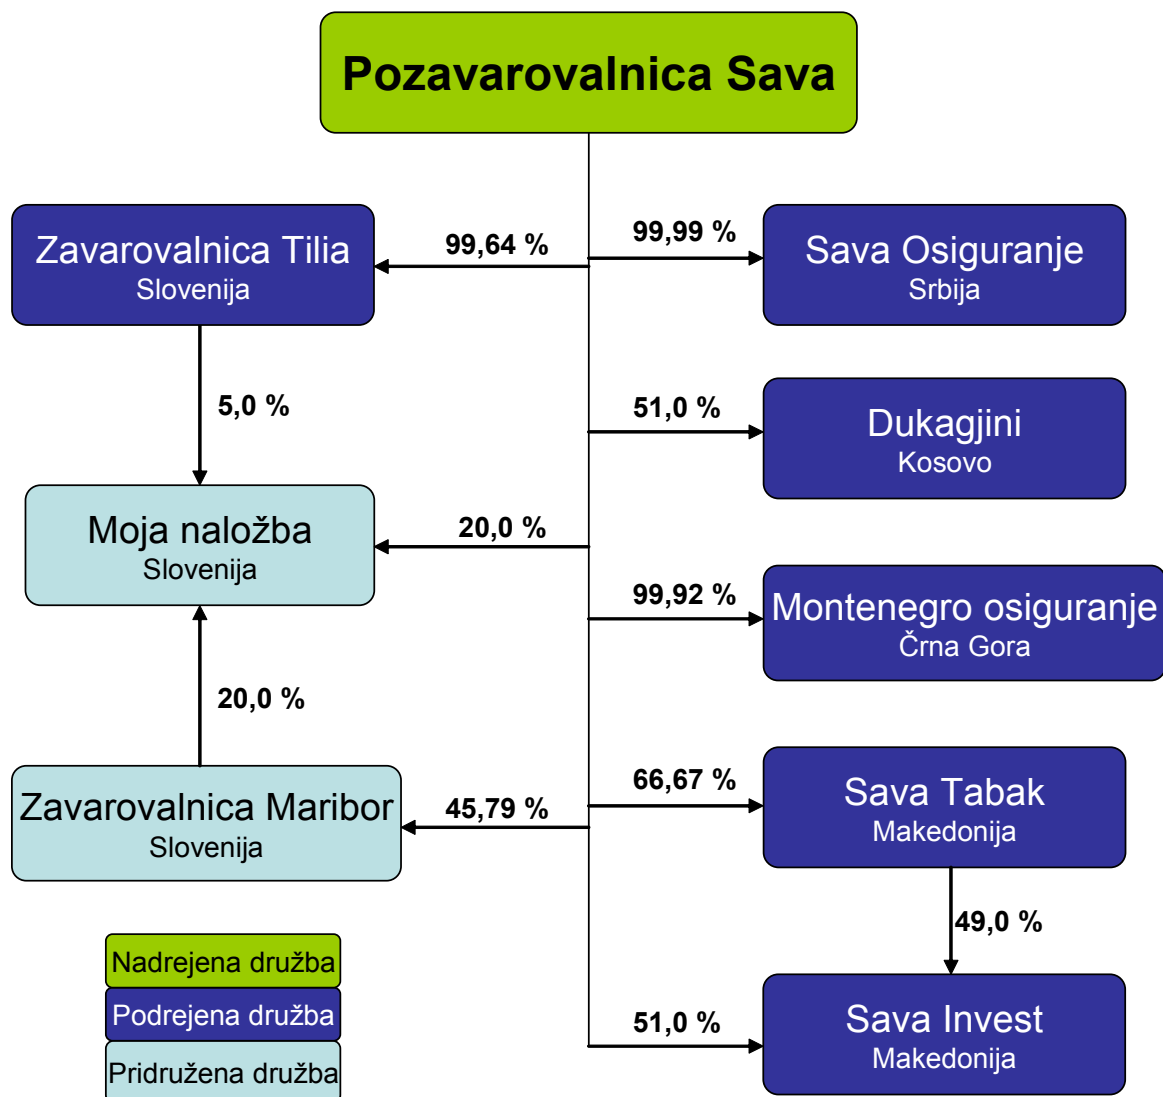 Pozavarovalnica Sava
Zavarovalnica Tilia
Slovenija
99,64 %
99,99 %
Sava Osiguranje
Srbija
5,0 %
51,0 %
Dukagjini
Kosovo
Moja naložba
Slovenija
20,0 %
99,92 %
Montenegro osiguranje
Črna Gora
20,0 %
Zavarovalnica Maribor
Slovenija
45,79 %
66,67 %
Sava Tabak
Makedonija
49,0 %
51,0 %
Sava Invest
Makedonija
Nadrejena družba
Podrejena družba
Pridružena družba